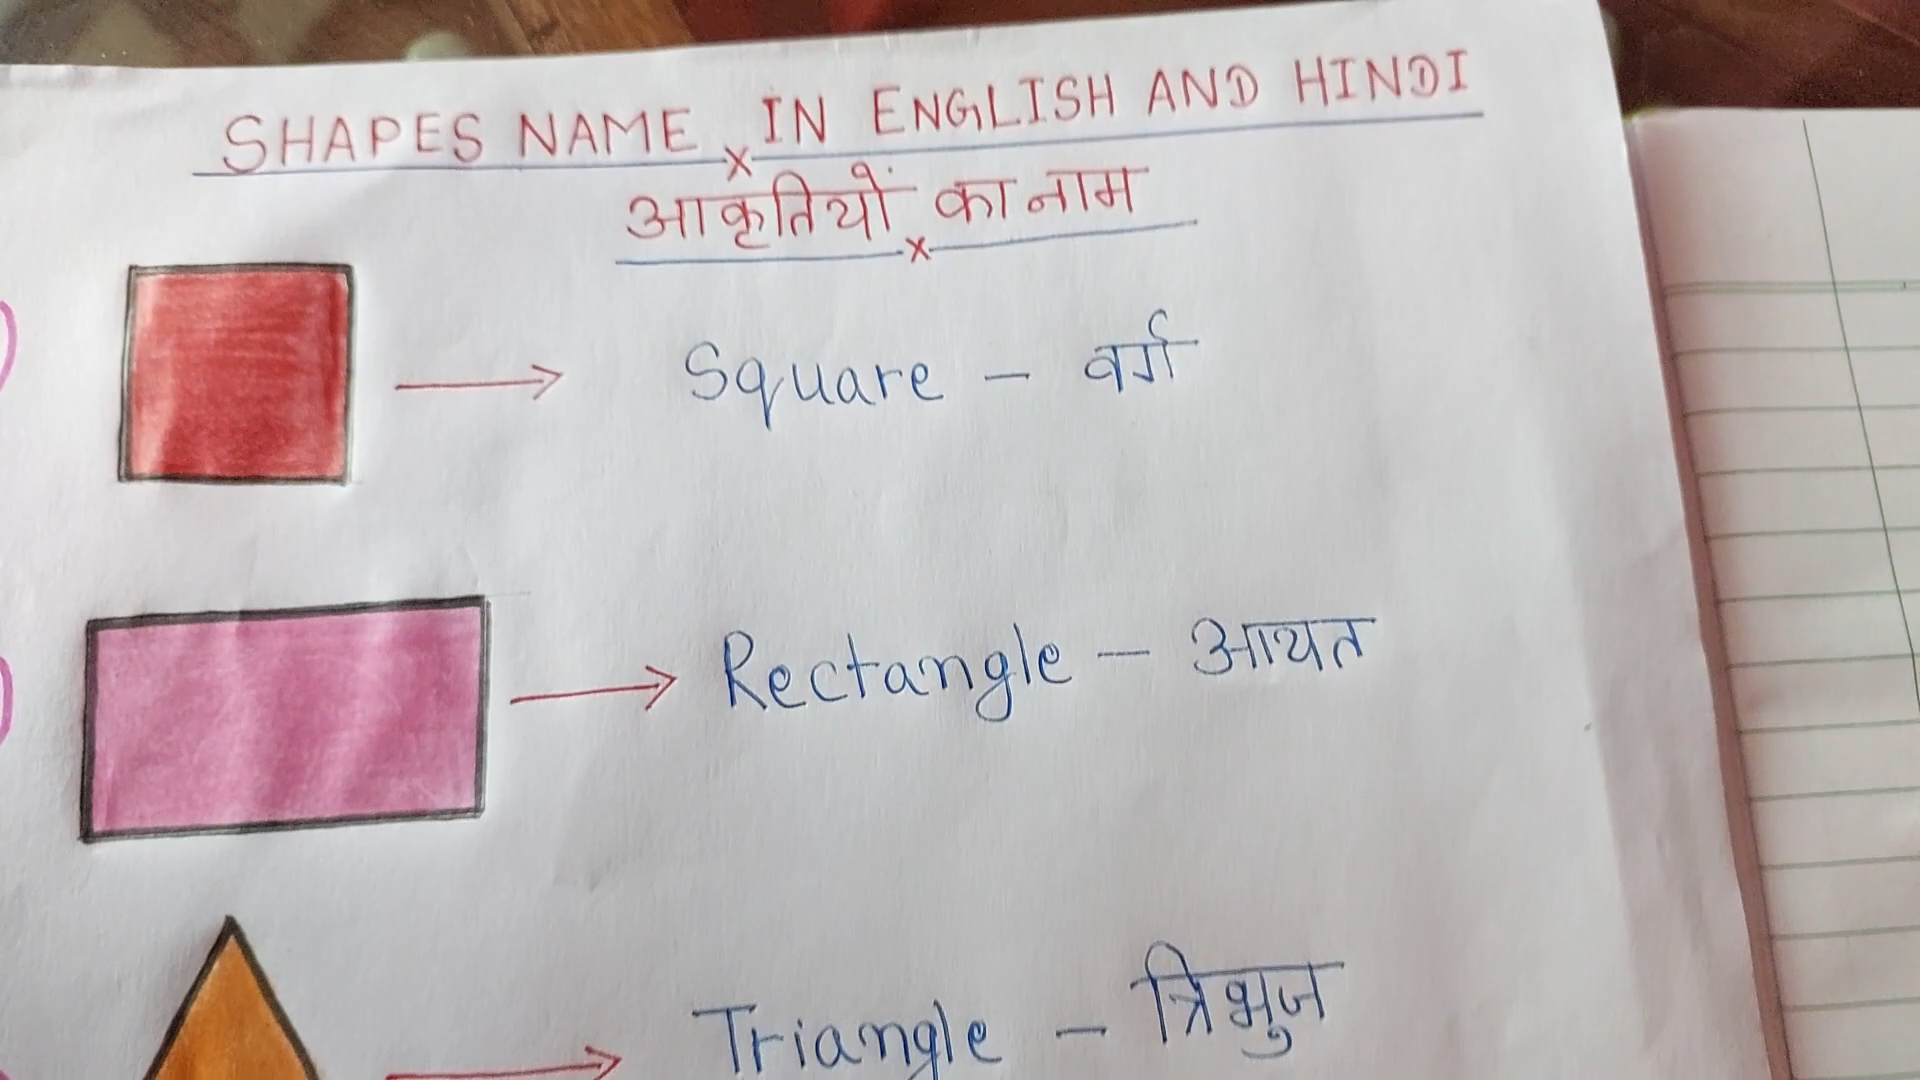 SHAPES NAME IN ENGLISH AND HINDI
आकृतियों का नाम
Square - वर्ग
Rectangle - आयत
Triangle - त्रिभुज